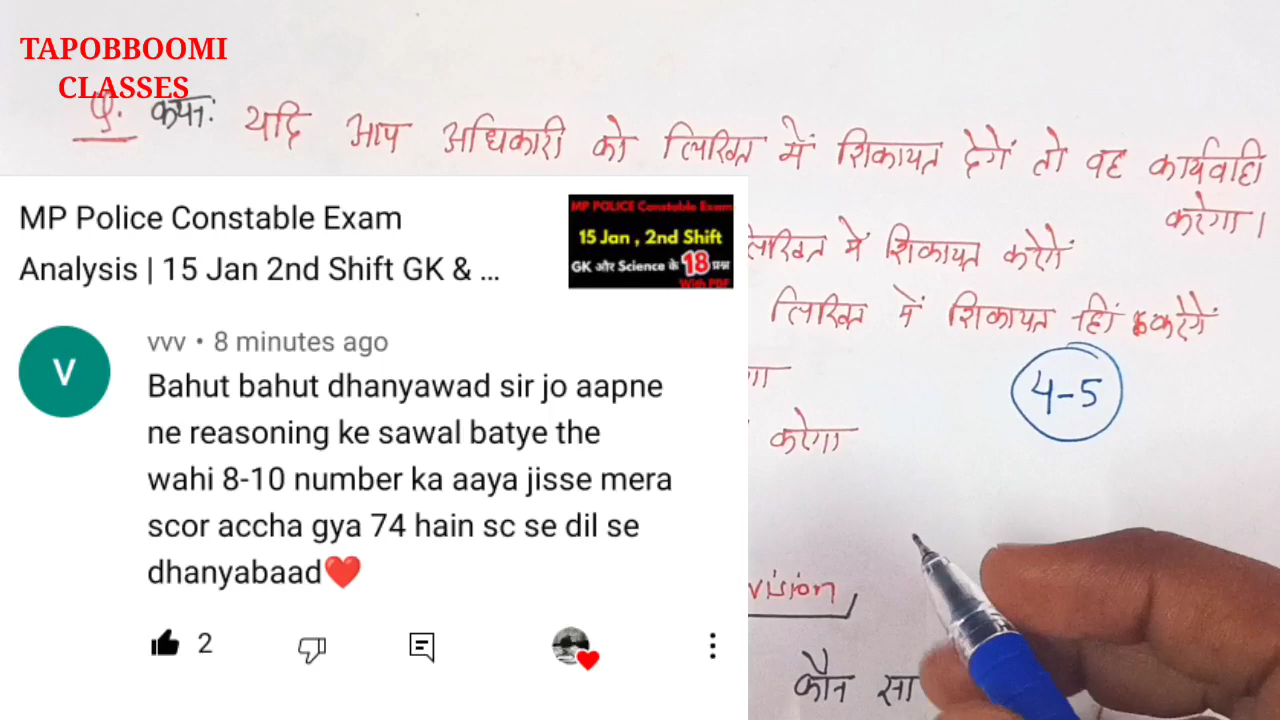 TAPOBBOOMI
CLASSES
Q. कथन: यदि आप अधिकारी को लिखित में शिकायत देगें तो वह कार्यवाही
करेगा।
MP Police Constable Exam
Analysis | 15 Jan 2nd Shift GK & ...
MP POLICE Constable Exam
15 Jan , 2nd Shift
GK और Science के 18 प्रश्न
With PDF
लिखित में शिकायत करेगें
लिखित में शिकायत करेगें
V
vvv • 8 minutes ago
Bahut bahut dhanyawad sir jo aapne
ne reasoning ke sawal batye the
wahi 8-10 number ka aaya jisse mera
scor accha gya 74 hain sc se dil se
dhanyabaad❤️
2
4-5
करेगा
vision
कौन सा